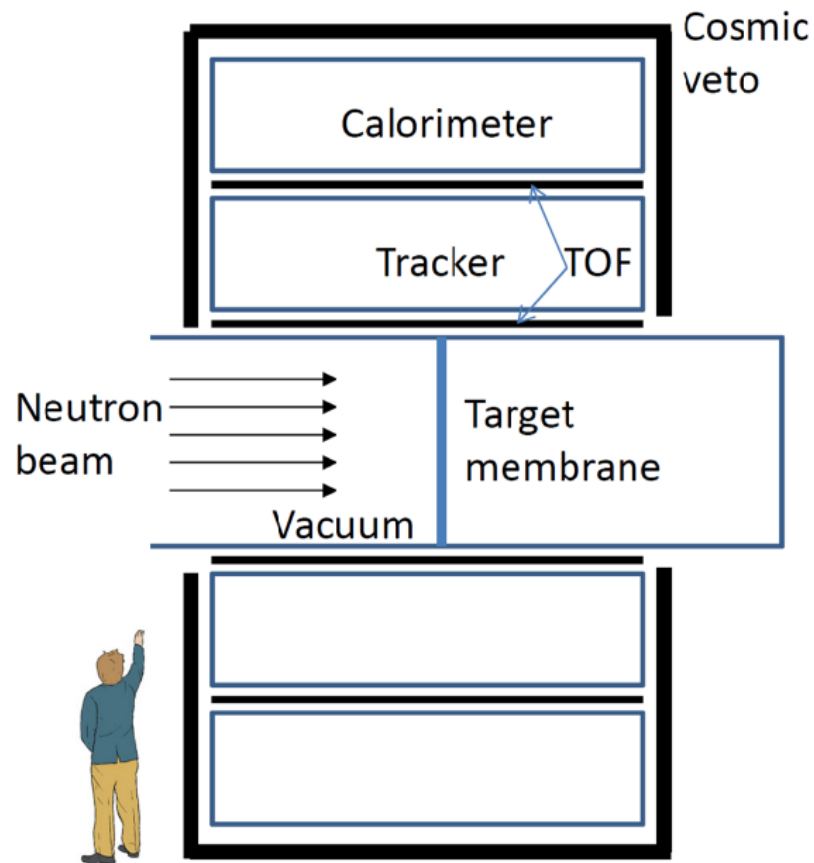 Cosmic
veto
Calorimeter
Tracker
TOF
Neutron
beam
Target
membrane
Vacuum